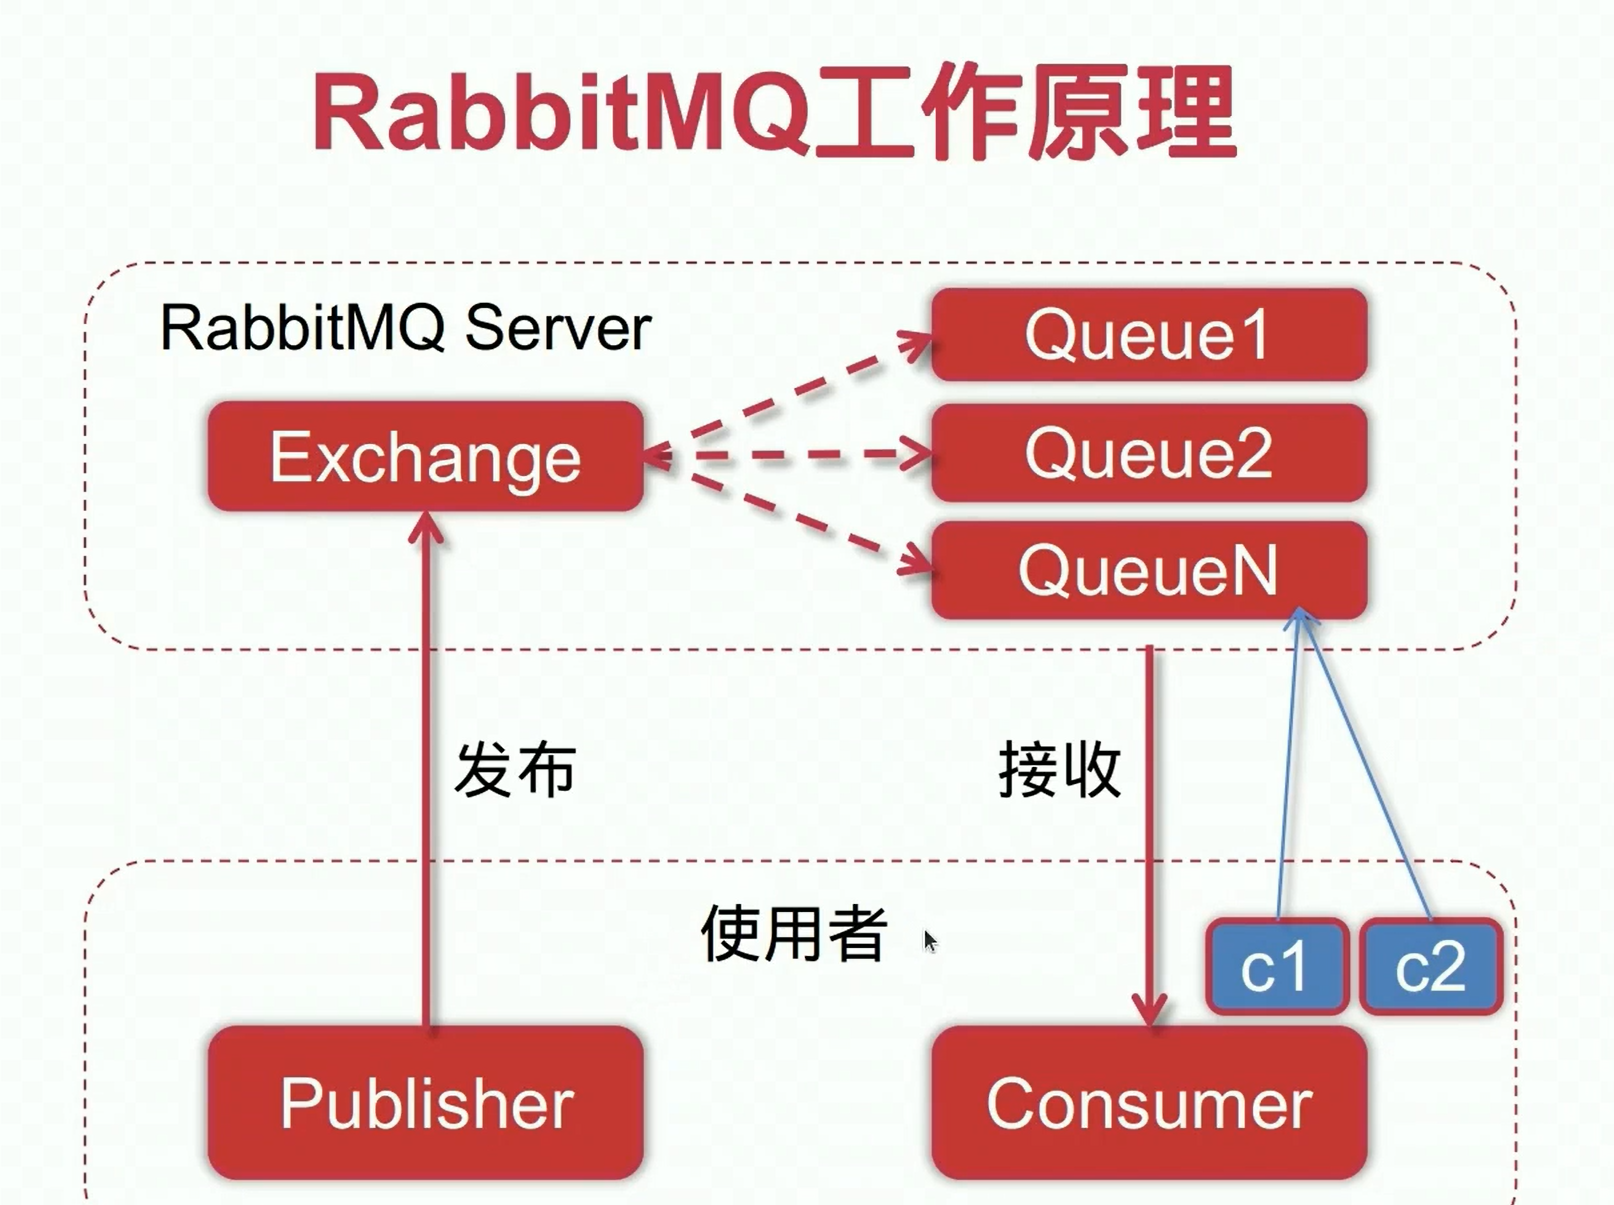 RabbitMQ工作原理
RabbitMQ Server
Queue1
Exchange
Queue2
QueueN
发布
接收
使用者
c1
c2
Publisher
Consumer